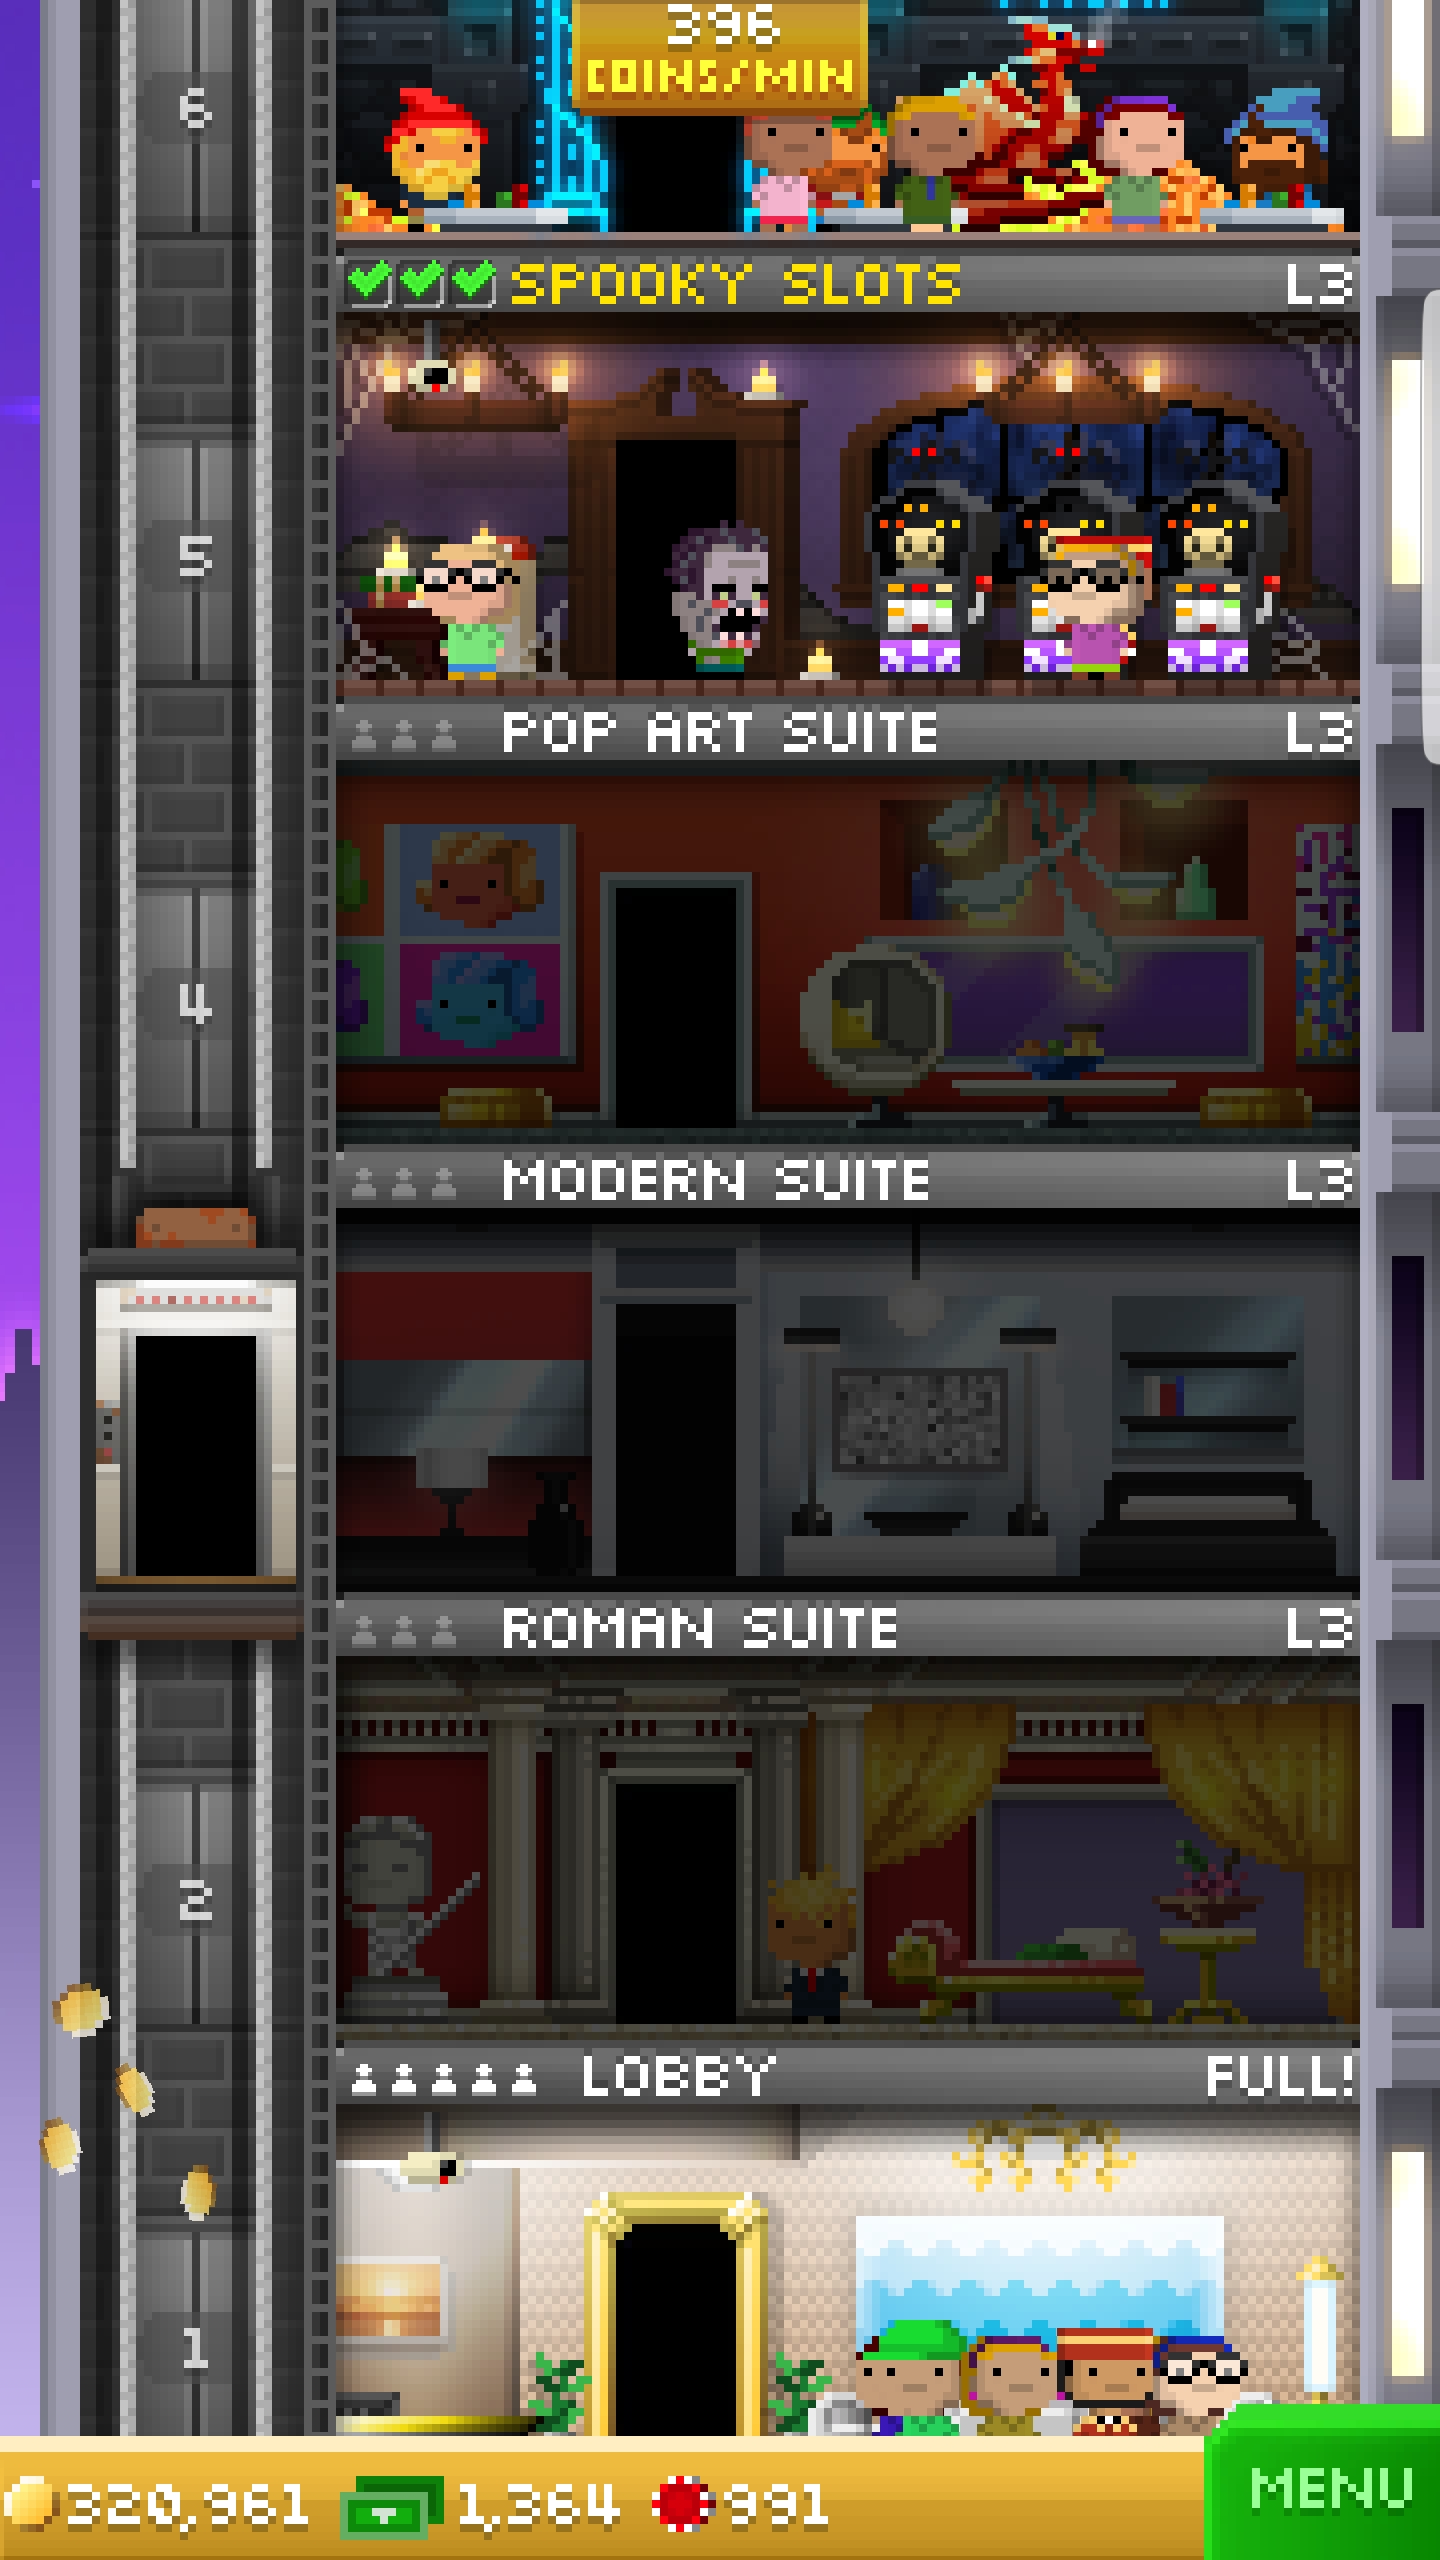 396
COINS/MIN
6
SPOOKY SLOTS L3
5
POP ART SUITE L3
4
MODERN SUITE L3
ROMAN SUITE L3
2
LOBBY FULL!
1
320,961 1,364 991 MENU